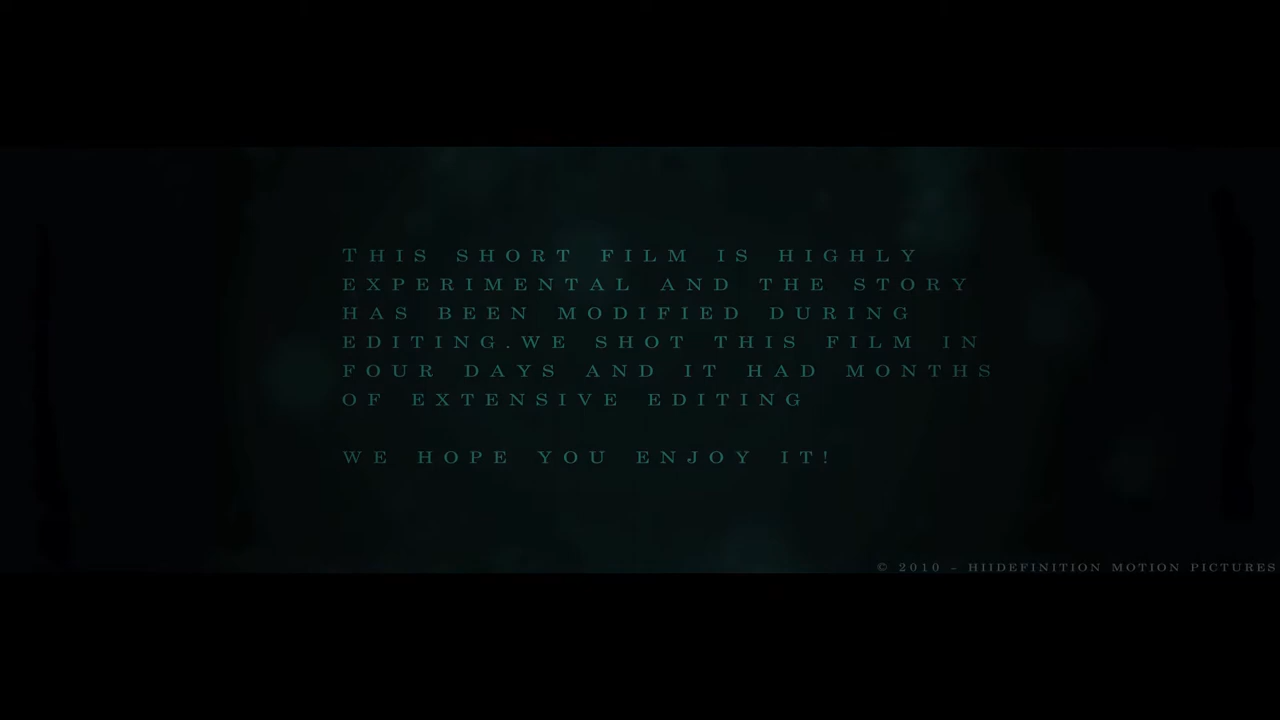 THIS SHORT FILM IS HIGHLY
EXPERIMENTAL AND THE STORY
HAS BEEN MODIFIED DURING
EDITING.WE SHOT THIS FILM IN
FOUR DAYS AND IT HAD MONTHS
OF EXTENSIVE EDITING
WE HOPE YOU ENJOY IT!
© 2010 - HIIDEFINITION MOTION PICTURES